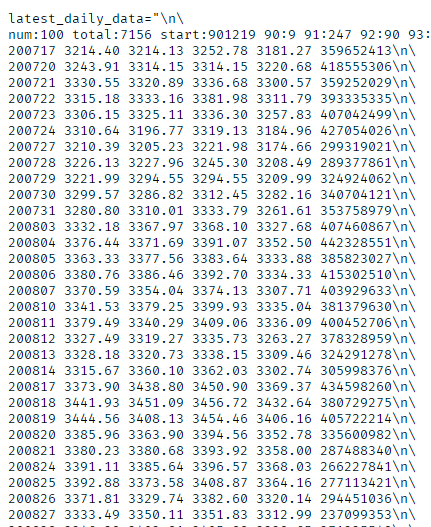 latest_daily_data="\n\
num:100 total:7156 start:901219 90:9 91:247 92:90 93:
200717 3214.40 3214.13 3252.78 3181.27 359652413\n\
200720 3243.91 3314.15 3314.15 3220.68 418555306\n\
200721 3330.55 3320.89 3336.68 3300.57 359252029\n\
200722 3315.18 3333.16 3381.98 3311.79 393335335\n\
200723 3306.15 3325.11 3336.30 3257.83 407042499\n\
200724 3310.64 3196.77 3319.13 3184.96 427054026\n\
200727 3210.39 3205.23 3221.98 3174.66 299319021\n\
200728 3226.13 3227.96 3245.30 3208.49 289377861\n\
200729 3221.99 3294.55 3294.55 3209.99 324924062\n\
200730 3299.57 3286.82 3312.45 3282.16 340704121\n\
200731 3280.80 3310.01 3333.79 3261.61 353758979\n\
200803 3332.18 3367.97 3368.10 3327.68 407460867\n\
200804 3376.44 3371.69 3391.07 3352.50 442328551\n\
200805 3363.33 3377.56 3383.64 3333.88 385823027\n\
200806 3380.76 3386.46 3392.70 3334.33 415302510\n\
200807 3370.59 3354.04 3374.13 3307.71 403929633\n\
200810 3341.53 3379.25 3399.93 3335.04 381379630\n\
200811 3379.49 3340.29 3409.06 3336.09 400452706\n\
200812 3327.49 3319.27 3335.73 3263.27 378328959\n\
200813 3328.18 3320.73 3338.15 3309.46 324291278\n\
200814 3315.67 3360.10 3362.03 3302.74 305998376\n\
200817 3373.90 3438.80 3450.90 3369.37 434598260\n\
200818 3441.93 3451.09 3456.72 3432.64 380729275\n\
200819 3444.56 3408.13 3454.46 3406.16 405722214\n\
200820 3385.96 3363.90 3394.56 3352.78 335600982\n\
200821 3380.23 3380.68 3393.92 3358.00 287488340\n\
200824 3391.11 3385.64 3396.57 3368.03 266227841\n\
200825 3392.88 3373.58 3408.87 3364.16 277113421\n\
200826 3371.81 3329.74 3382.60 3320.14 294451036\n\
200827 3333.49 3350.11 3351.83 3312.99 237099353\n\